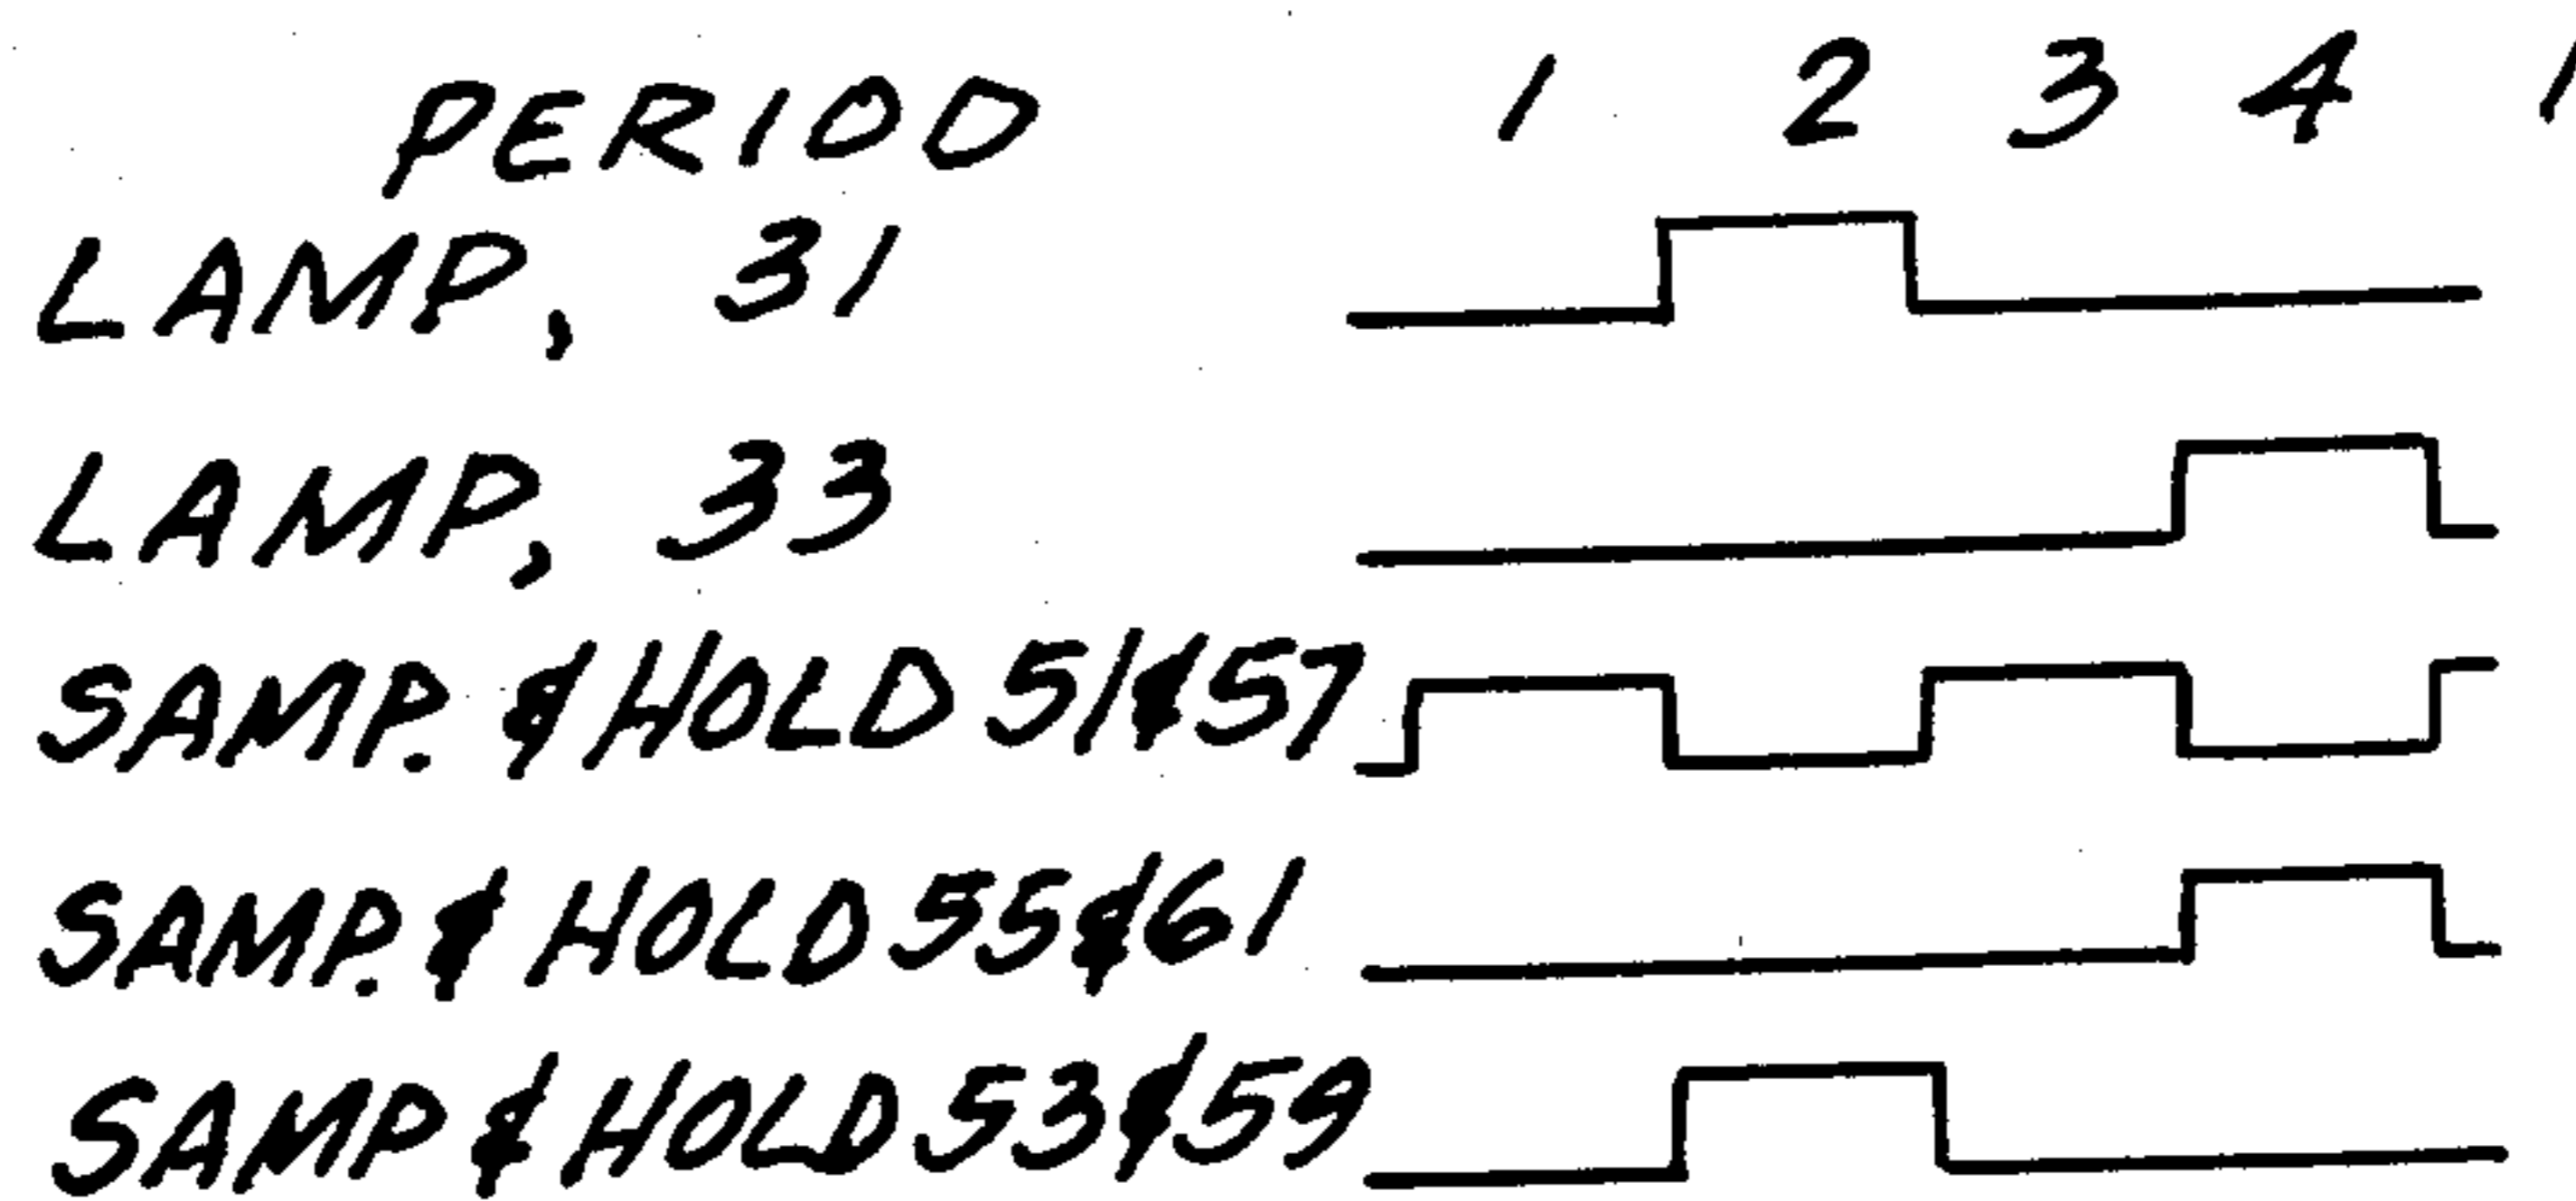 PERIOD 1 2 3 4 1
LAMP, 31
LAMP, 33
SAMP. & HOLD 51 & 57
SAMP. & HOLD 55 & 61
SAMP & HOLD 53 & 59